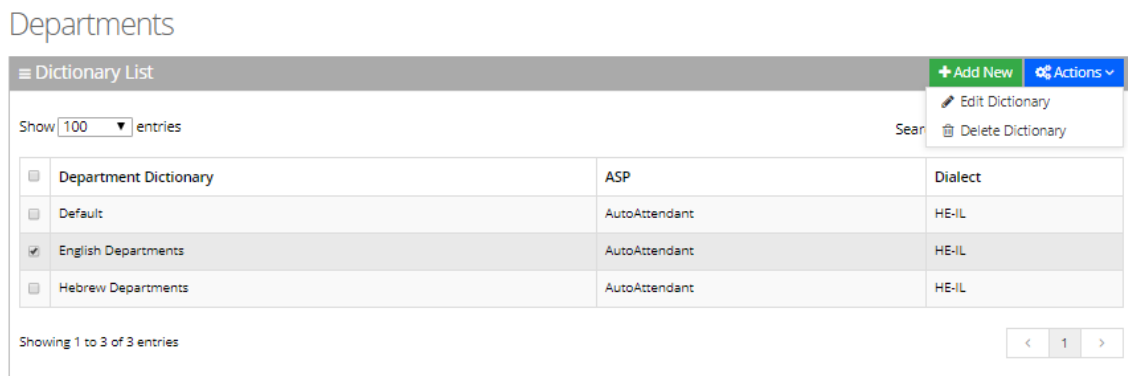 Departments
Dictionary List
Add New
Actions
Edit Dictionary
Show 100 entries
Delete Dictionary
Department Dictionary ASP Dialect
Default AutoAttendant HE-IL
English Departments AutoAttendant HE-IL
Hebrew Departments AutoAttendant HE-IL
Showing 1 to 3 of 3 entries
< 1 >